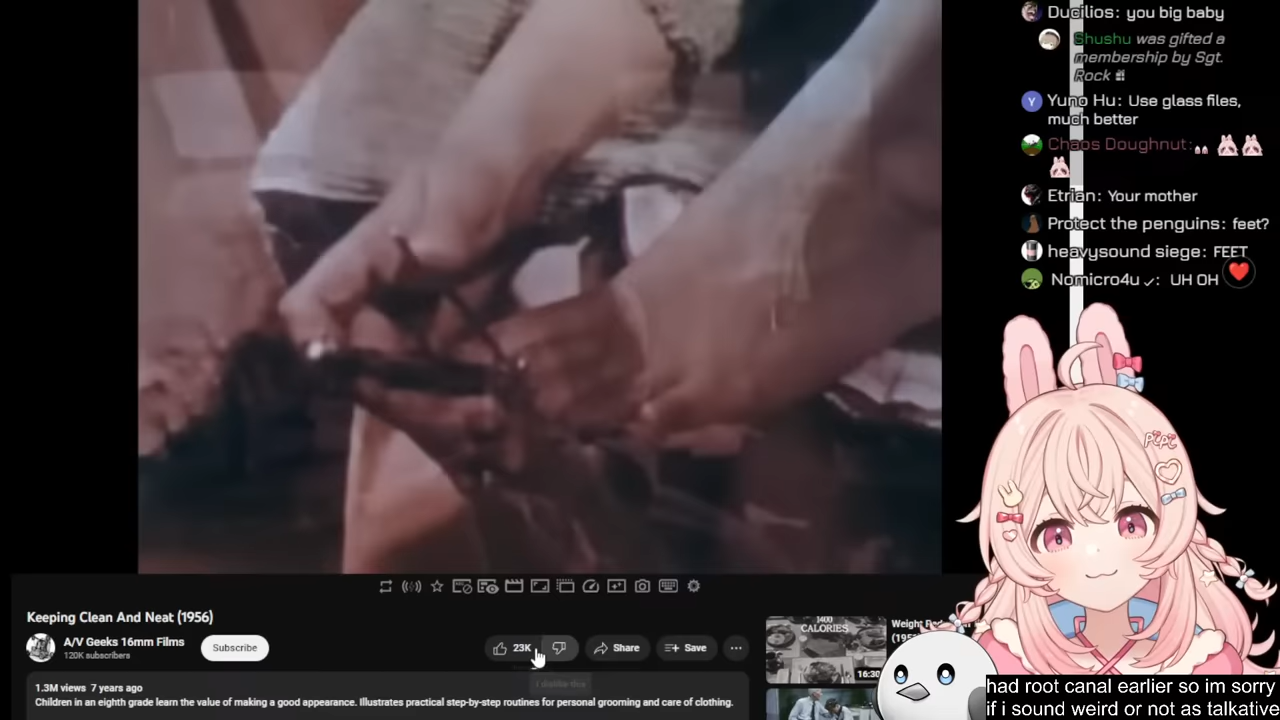 Ducilios: you big baby
Shushu was gifted a
membership by Sgt.
Rock
Yuno Hu: Use glass files,
much better
Chaos Doughnut:
Etrian: Your mother
Protect the penguins: feet?
heavysound siege: FEET
Nomicro4u: UH OH
Y
Pipi
Keeping Clean And Neat (1956)
A/V Geeks 16mm Films
120K subscribers
Subscribe
23K
Share
Save
I dislike this
1.3M views 7 years ago
Children in an eighth grade learn the value of making a good appearance. Illustrates practical step-by-step routines for personal grooming and care of clothing.
1400
CALORIES
16:30
had root canal earlier so im sorry
if i sound weird or not as talkative